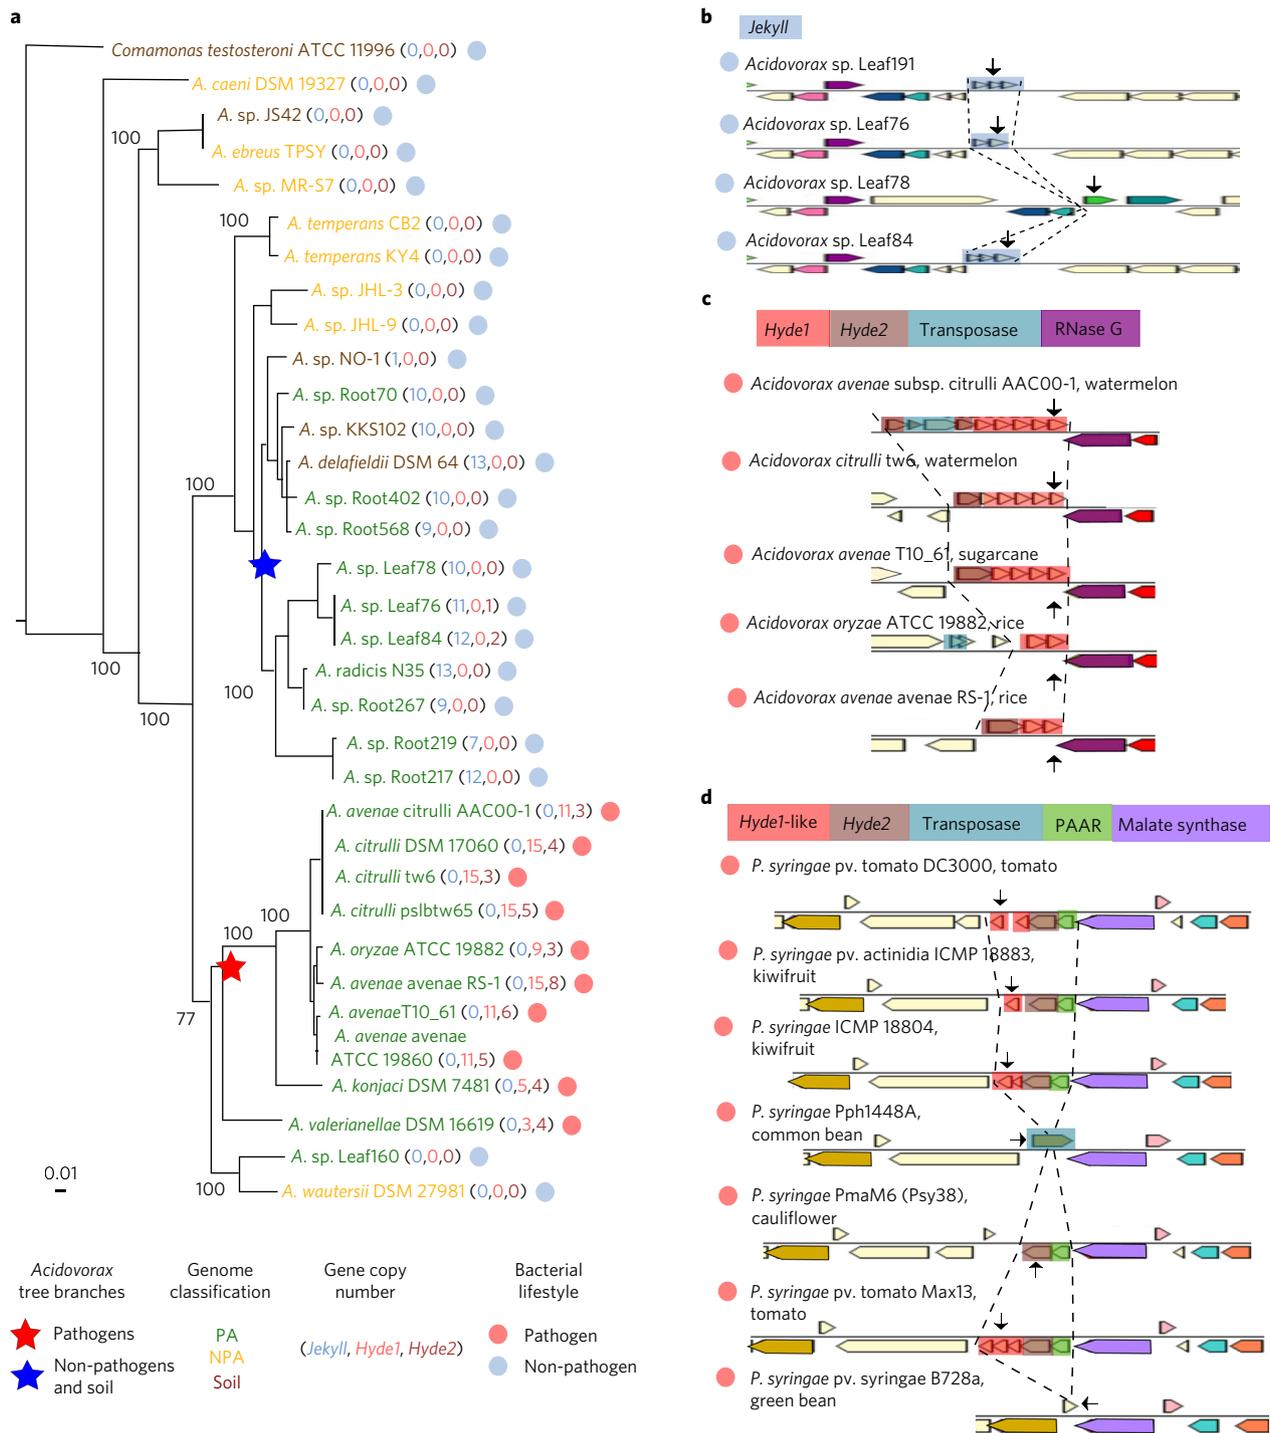 a
Comamonas testosteroni ATCC 11996 (0,0,0)
A. caeni DSM 19327 (0,0,0)
A. sp. JS42 (0,0,0)
100
A. ebreus TPSY (0,0,0)
A. sp. MR-S7 (0,0,0)
100
A. temperans CB2 (0,0,0)
A. temperans KY4 (0,0,0)
A. sp. JHL-3 (0,0,0)
A. sp. JHL-9 (0,0,0)
A. sp. NO-1 (1,0,0)
A. sp. Root70 (10,0,0)
A. sp. KKS102 (10,0,0)
A. delafieldii DSM 64 (13,0,0)
100
A. sp. Root402 (10,0,0)
A. sp. Root568 (9,0,0)
A. sp. Leaf78 (10,0,0)
A. sp. Leaf76 (11,0,1)
A. sp. Leaf84 (12,0,2)
100
A. radicis N35 (13,0,0)
100
A. sp. Root267 (9,0,0)
100
A. sp. Root219 (7,0,0)
A. sp. Root217 (12,0,0)
A. avenae citrulli AAC00-1 (0,11,3)
A. citrulli DSM 17060 (0,15,4)
A. citrulli tw6 (0,15,3)
A. citrulli pslbtw65 (0,15,5)
100
100
A. oryzae ATCC 19882 (0,9,3)
A. avenae avenae RS-1 (0,15,8)
A. avenaeT10_61 (0,11,6)
77
A. avenae avenae
ATCC 19860 (0,11,5)
A. konjaci DSM 7481 (0,5,4)
A. valerianellae DSM 16619 (0,3,4)
A. sp. Leaf160 (0,0,0)
0.01
100
A. wautersii DSM 27981 (0,0,0)
Acidovorax
tree branches
Genome
classification
Gene copy
number
Bacterial
lifestyle
Pathogens
Non-pathogens
and soil
PA
NPA
Soil
(Jekyll, Hyde1, Hyde2)
Pathogen
Non-pathogen
b
Jekyll
Acidovorax sp. Leaf191
Acidovorax sp. Leaf76
Acidovorax sp. Leaf78
Acidovorax sp. Leaf84
c
Hyde1 Hyde2 Transposase RNase G
Acidovorax avenae subsp. citrulli AAC00-1, watermelon
Acidovorax citrulli tw6, watermelon
Acidovorax avenae T10_61, sugarcane
Acidovorax oryzae ATCC 19882, rice
Acidovorax avenae avenae RS-1, rice
d
Hyde1-like Hyde2 Transposase PAAR Malate synthase
P. syringae pv. tomato DC3000, tomato
P. syringae pv. actinidia ICMP 18883,
kiwifruit
P. syringae ICMP 18804,
kiwifruit
P. syringae Pph1448A,
common bean
P. syringae PmaM6 (Psy38),
cauliflower
P. syringae pv. tomato Max13,
tomato
P. syringae pv. syringae B728a,
green bean